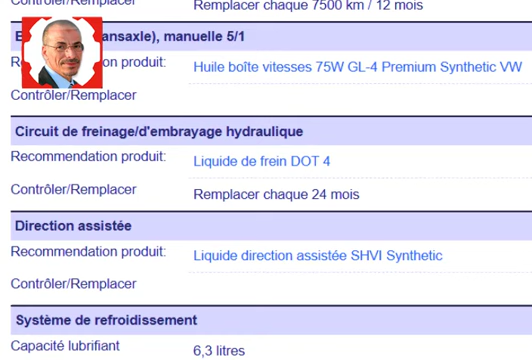 Contrôler/Remplacer Remplacer chaque 7500 km / 12 mois
ansaxle), manuelle 5/1
on produit: Huile boîte vitesses 75W GL-4 Premium Synthetic VW
Contrôler/Remplacer
Circuit de freinage/d'embrayage hydraulique
Recommendation produit: Liquide de frein DOT 4
Contrôler/Remplacer Remplacer chaque 24 mois
Direction assistée
Recommendation produit: Liquide direction assistée SHVI Synthetic
Contrôler/Remplacer
Système de refroidissement
Capacité lubrifiant 6,3 litres